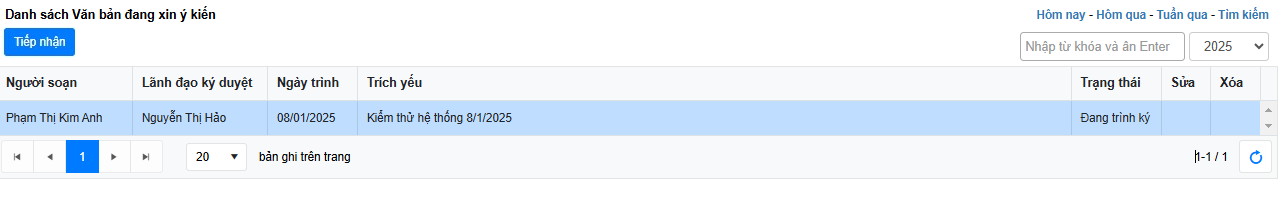 Danh sách Văn bản đang xin ý kiến
Hôm nay - Hôm qua - Tuần qua - Tìm kiếm
Tiếp nhận
Nhập từ khóa và ấn Enter
2025
Người soạn Lãnh đạo ký duyệt Ngày trình Trích yếu Trạng thái Sửa Xóa
Phạm Thị Kim Anh Nguyễn Thị Hảo 08/01/2025 Kiểm thử hệ thống 8/1/2025 Đang trình ký
1 20 bản ghi trên trang 1-1 / 1